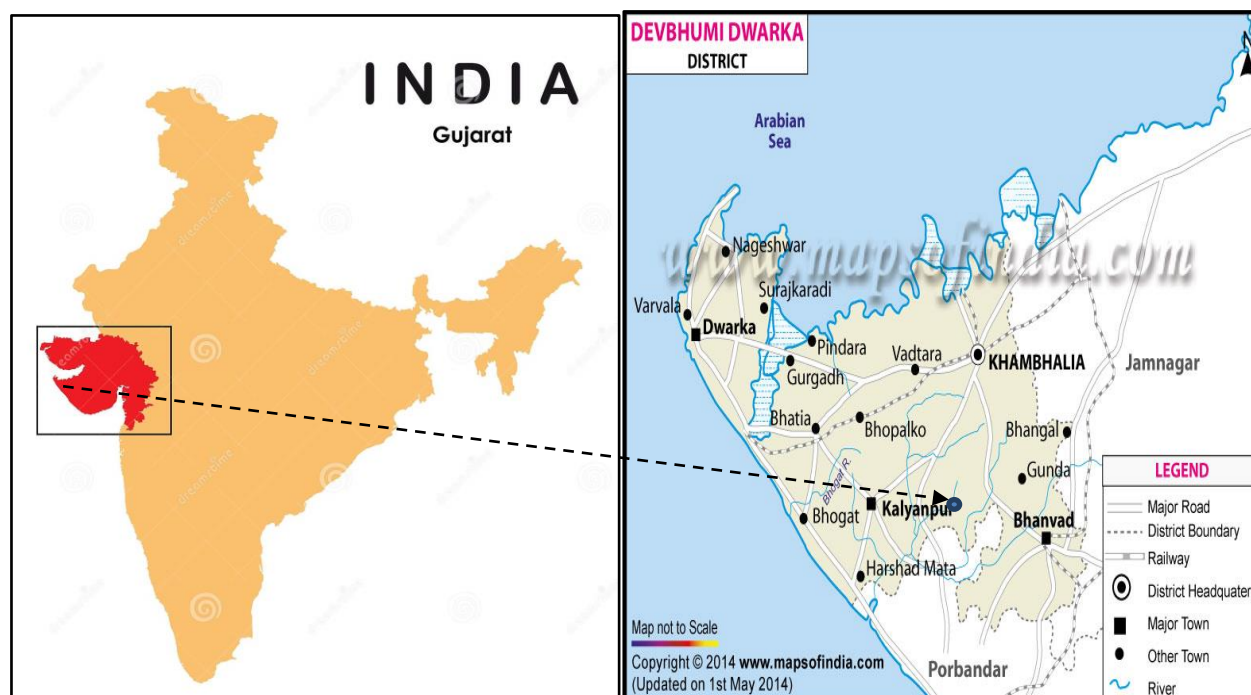 INDIA
Gujarat
dreamstime
DEVBHUMI DWARKA
DISTRICT
N
Arabian
Sea
www.mapsofindia.com
Nageshwar
Surajkaradi
Varvala
Dwarka
Pindara
Vadtara
KHAMBHALIA
Jamnagar
Gurgadh
Bhatia
Bhopalko
Bhangal
Gunda
Bhogat R.
Kalyanpur
Bhogat
Bhanvad
Harshad Mata
Porbandar
LEGEND
Major Road
District Boundary
Railway
District Headquater
Major Town
Other Town
River
Map not to Scale
Copyright © 2014 www.mapsofindia.com
(Updated on 1st May 2014)